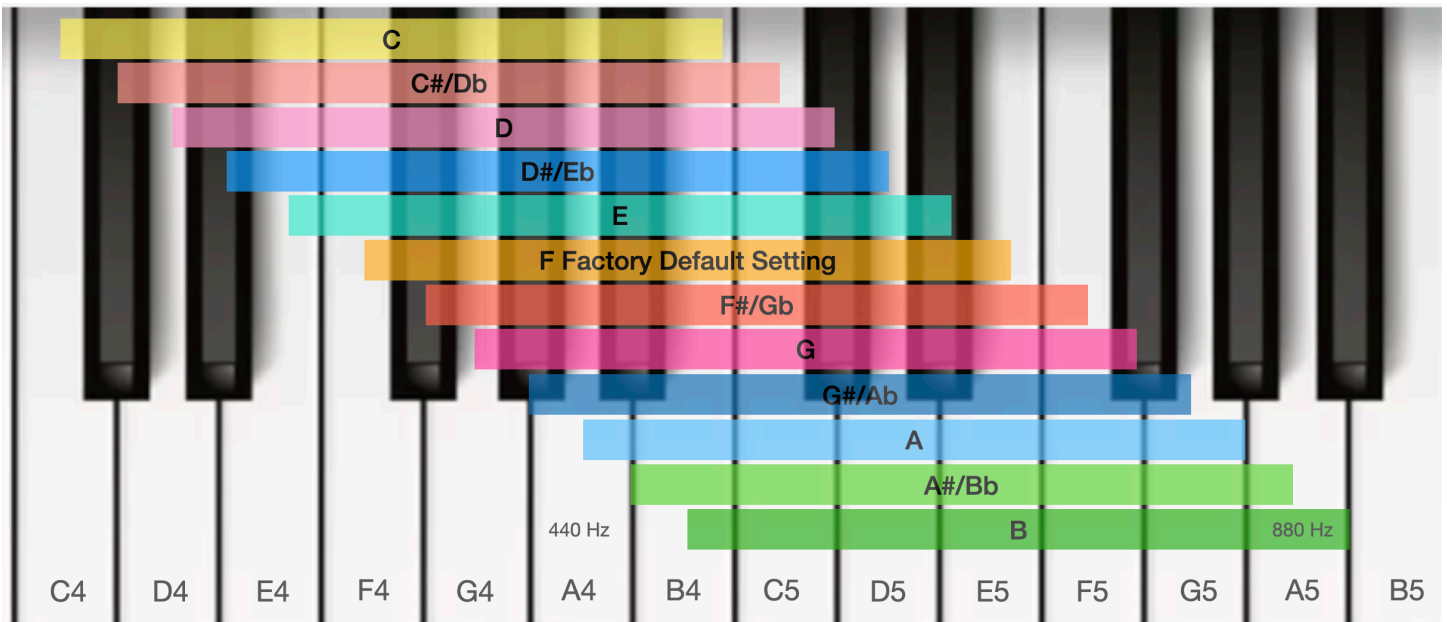 C
C#/Db
D
D#/Eb
E
F Factory Default Setting
F#/Gb
G
G#/Ab
A
A#/Bb
440 Hz B 880 Hz
C4 D4 E4 F4 G4 A4 B4 C5 D5 E5 F5 G5 A5 B5